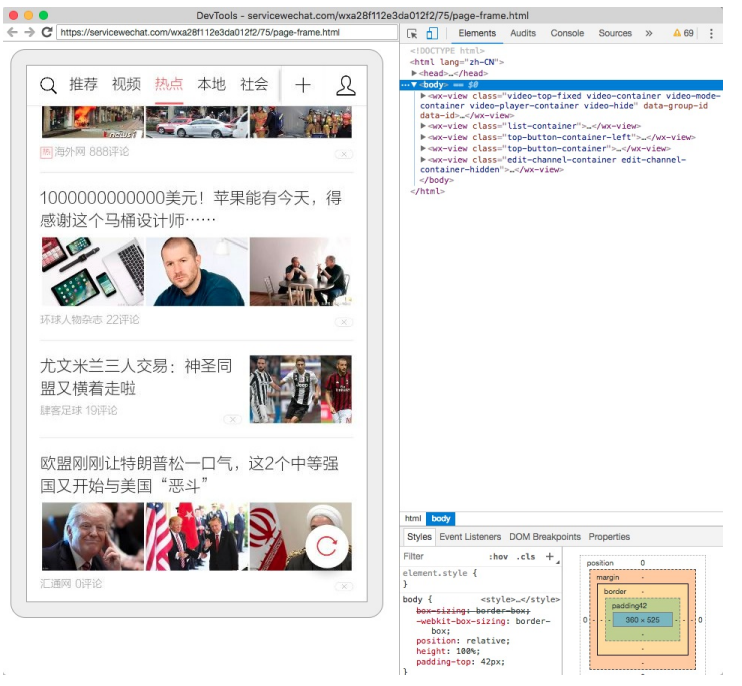 DevTools - servicewechat.com/wxa28f112e3da012f2/75/page-frame.html
https://servicewechat.com/wxa28f112e3da012f2/75/page-frame.html
推荐 视频 热点 本地 社会
热 海外网 888评论
1000000000000美元！苹果能有今天，得
感谢这个马桶设计师……
环球人物杂志 22评论
尤文米兰三人交易：神圣同
盟又横着走啦
肆客足球 19评论
欧盟刚刚让特朗普松一口气，这2个中等强
国又开始与美国“恶斗”
汇通网 0评论
Elements Audits Console Sources » 69
<!DOCTYPE html>
<html lang="zh-CN">
▶<head>…</head>
…▼<body> == $0
▶<wx-view class="video-top-fixed video-container video-mode-
container video-player-container video-hide" data-group-id
data-id>…</wx-view>
▶<wx-view class="list-container">…</wx-view>
▶<wx-view class="top-button-container-left">…</wx-view>
▶<wx-view class="top-button-container">…</wx-view>
▶<wx-view class="edit-channel-container edit-channel-
container-hidden">…</wx-view>
</body>
</html>
html body
Styles Event Listeners DOM Breakpoints Properties
Filter :hov .cls +
element.style {
}
body { <style>…</style>
box-sizing: border-box;
-webkit-box-sizing: border-
box;
position: relative;
height: 100%;
padding-top: 42px;
}
position 0
margin -
border -
padding42
0 - - - 360 × 525 - - - 0
-
-
-